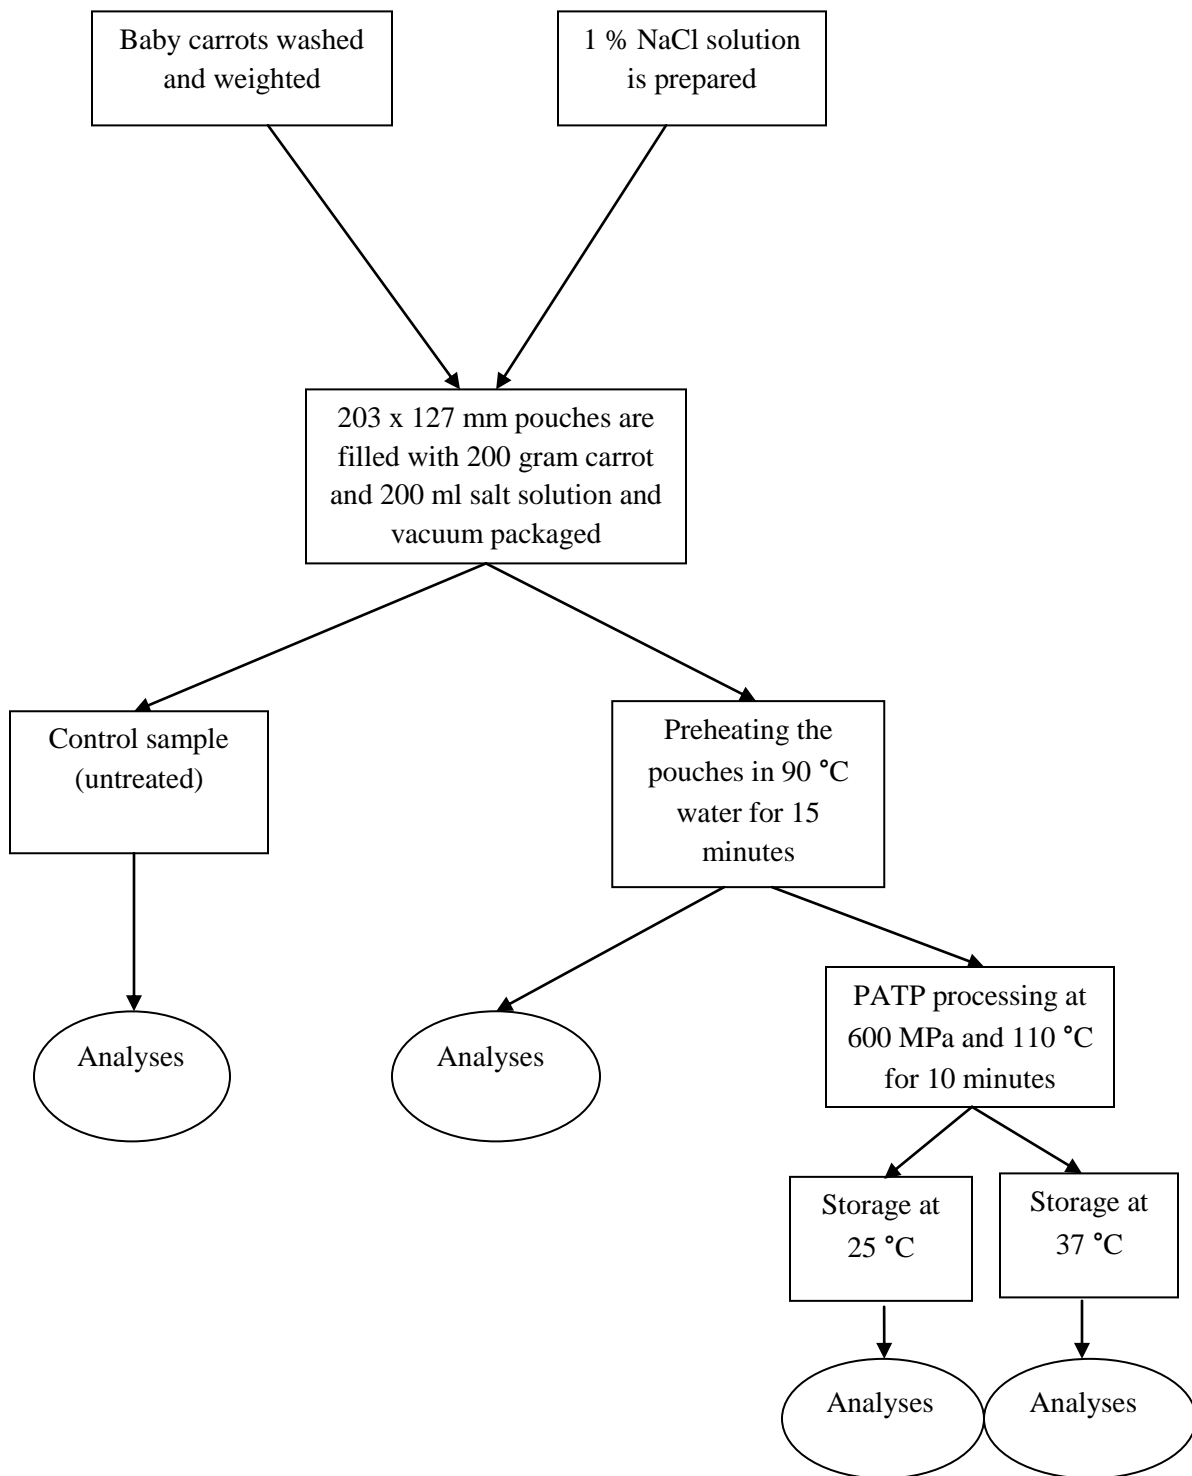 Baby carrots washed
and weighted
1 % NaCl solution
is prepared
203 x 127 mm pouches are
filled with 200 gram carrot
and 200 ml salt solution and
vacuum packaged
Control sample
(untreated)
Preheating the
pouches in 90 °C
water for 15
minutes
Analyses
Analyses
PATP processing at
600 MPa and 110 °C
for 10 minutes
Storage at
25 °C
Storage at
37 °C
Analyses
Analyses